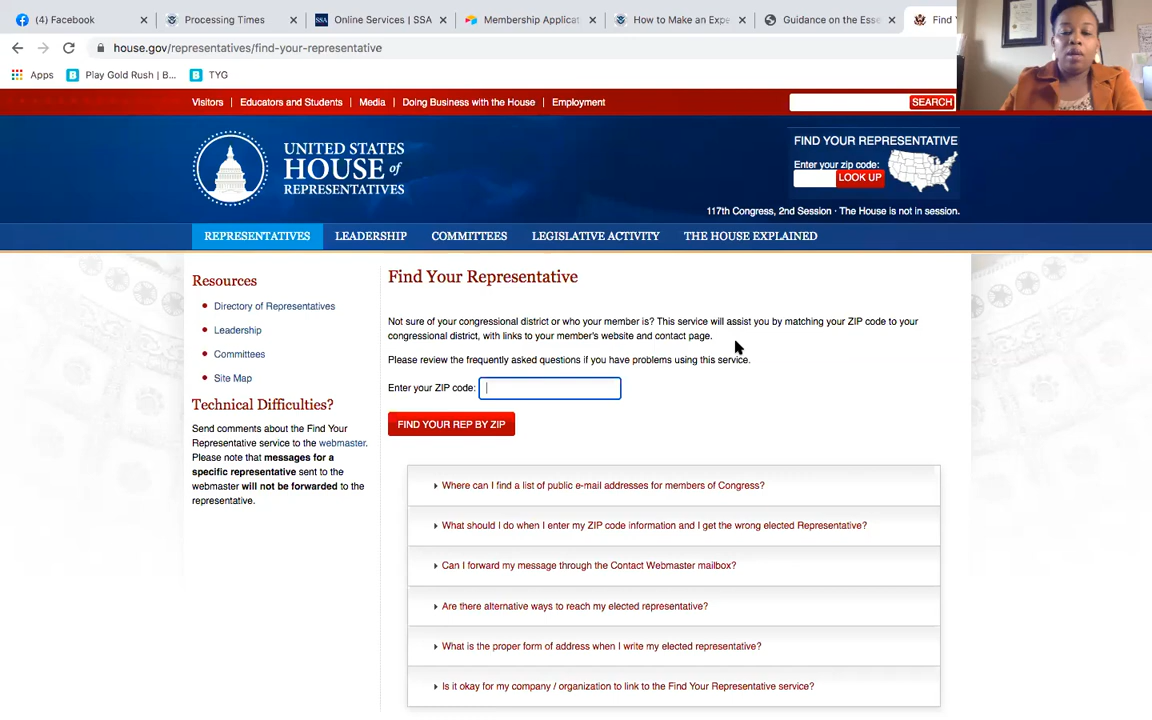 (4) Facebook
Processing Times
SSA Online Services | SSA
Membership Applicat
How to Make an Expe
Guidance on the Esse
Find Y
house.gov/representatives/find-your-representative
Apps
B Play Gold Rush | B...
B TYG
Visitors | Educators and Students | Media | Doing Business with the House | Employment
SEARCH
UNITED STATES
HOUSE of
REPRESENTATIVES
FIND YOUR REPRESENTATIVE
Enter your zip code:
LOOK UP
117th Congress, 2nd Session · The House is not in session.
REPRESENTATIVES LEADERSHIP COMMITTEES LEGISLATIVE ACTIVITY THE HOUSE EXPLAINED
Resources
Directory of Representatives
Leadership
Committees
Site Map
Technical Difficulties?
Send comments about the Find Your
Representative service to the webmaster.
Please note that messages for a
specific representative sent to the
webmaster will not be forwarded to the
representative.
Find Your Representative
Not sure of your congressional district or who your member is? This service will assist you by matching your ZIP code to your
congressional district, with links to your member's website and contact page.
Please review the frequently asked questions if you have problems using this service.
Enter your ZIP code:
FIND YOUR REP BY ZIP
Where can I find a list of public e-mail addresses for members of Congress?
What should I do when I enter my ZIP code information and I get the wrong elected Representative?
Can I forward my message through the Contact Webmaster mailbox?
Are there alternative ways to reach my elected representative?
What is the proper form of address when I write my elected representative?
Is it okay for my company / organization to link to the Find Your Representative service?